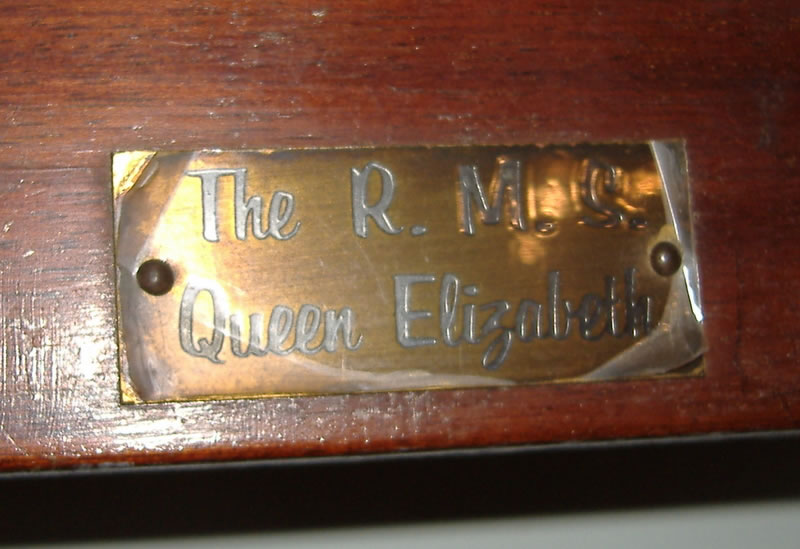 The R. M. S.
Queen Elizabeth